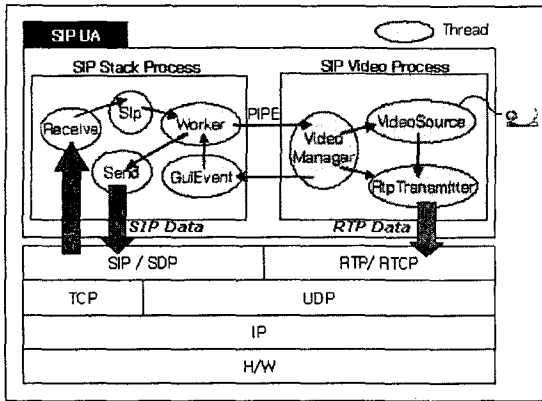 SIP UA
Thread
SIP Stack Process
SIP Video Process
Receive
Sip
Worker
PIPE
Video
Manager
VideoSource
Send
GuiEvent
RtpTransmitter
SIP Data
RTP Data
SIP / SDP
RTP/ RTCP
TCP
UDP
IP
H/W